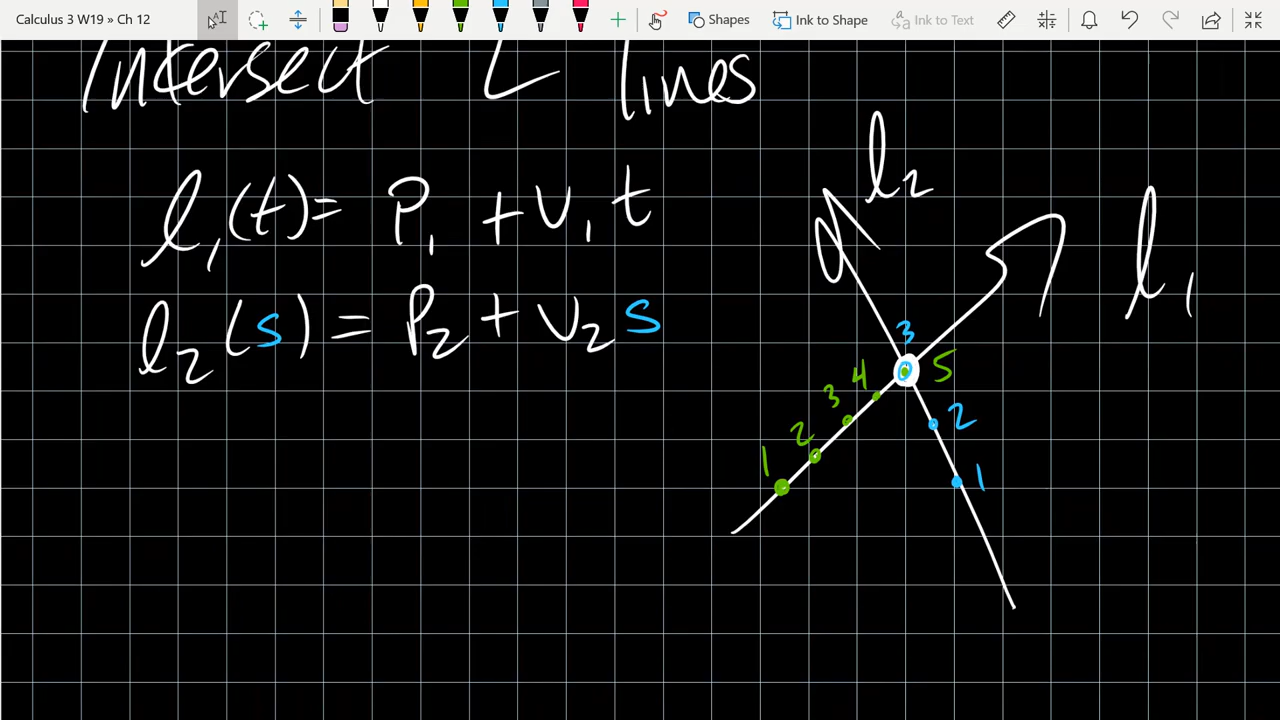 Calculus 3 W19 » Ch 12
Shapes
Ink to Shape
Ink to Text
Intersect 2 lines
l₁(t) = P₁ + V₁t
l₂(s) = P₂ + V₂s
l₂
l₁
3
5
4
3
2
2
1
1